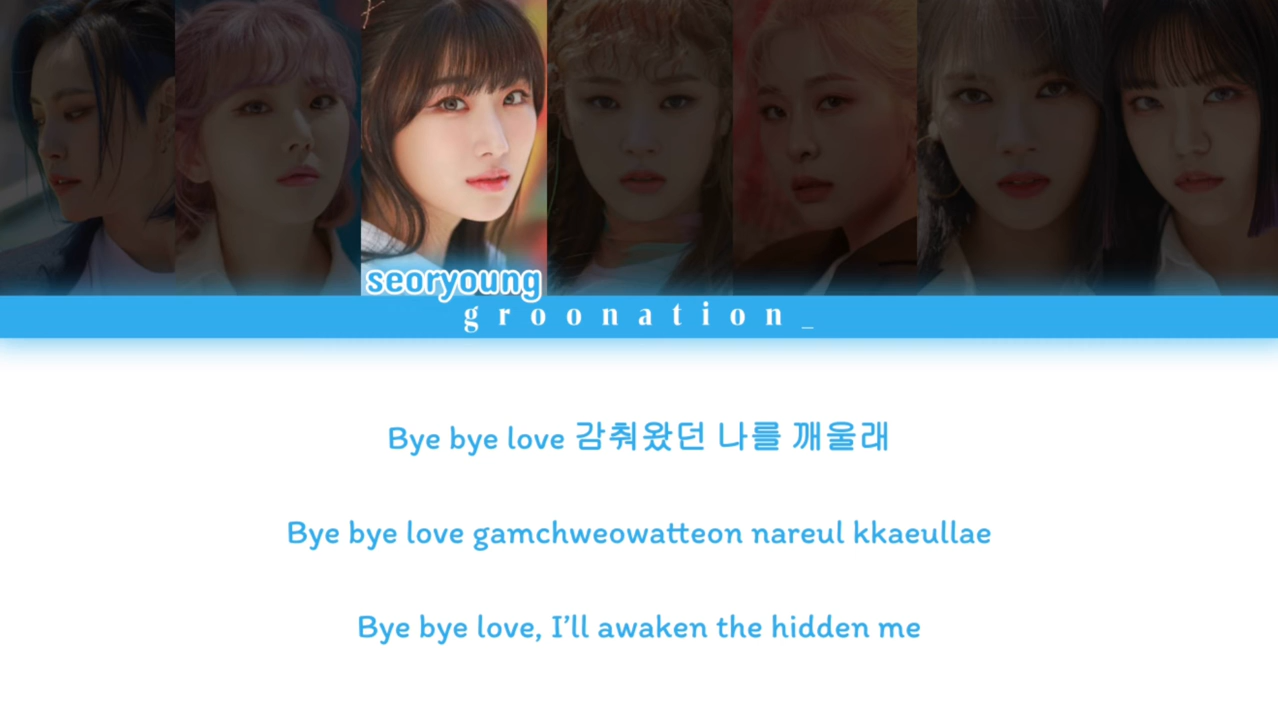 seoryoung
groonation_
Bye bye love 감춰왔던 나를 깨울래
Bye bye love gamchweowatteon nareul kkaeullae
Bye bye love, I’ll awaken the hidden me